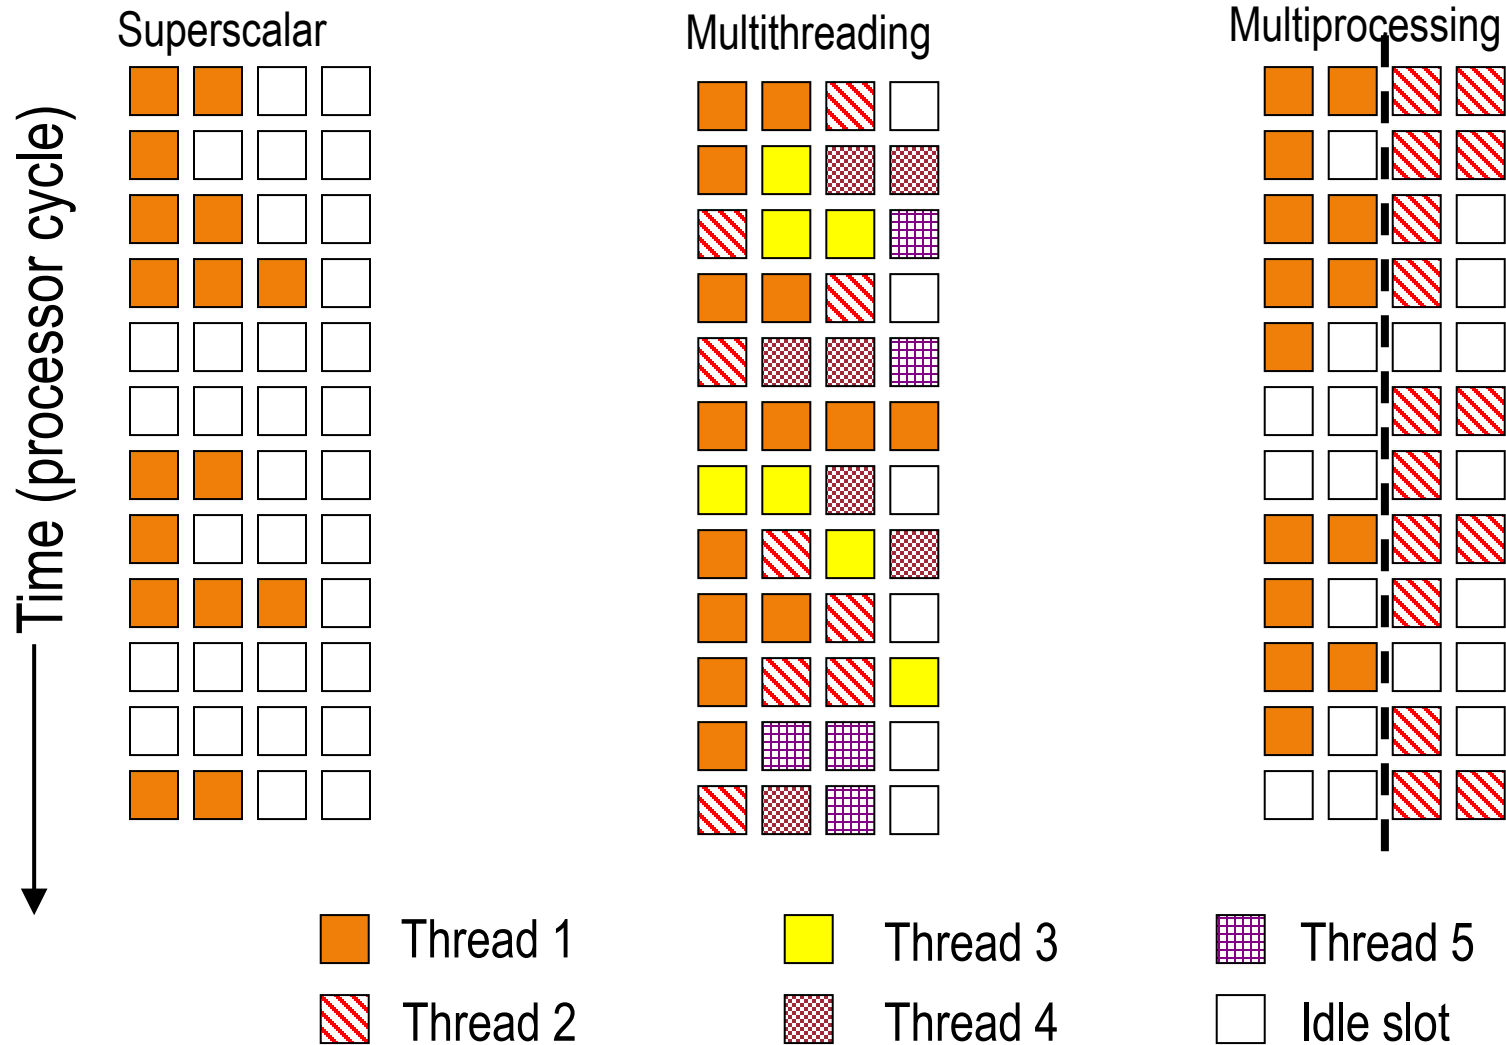 Superscalar
Multithreading
Multiprocessing
Time (processor cycle)
Thread 1
Thread 3
Thread 5
Thread 2
Thread 4
Idle slot